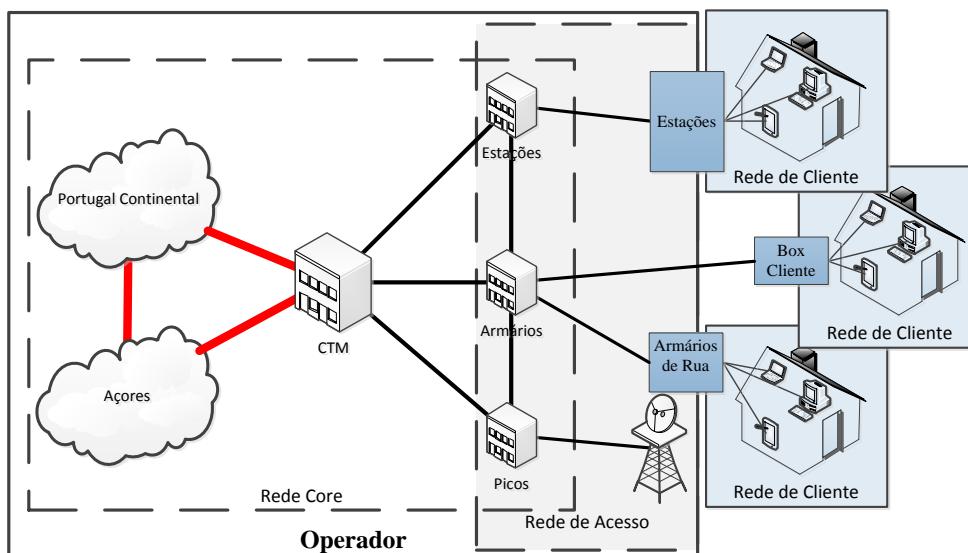 Portugal Continental
Açores
CTM
Estações
Armários
Picos
Rede Core
Rede de Acesso
Operador
Estações
Rede de Cliente
Box
Cliente
Rede de Cliente
Armários
de Rua
Rede de Cliente